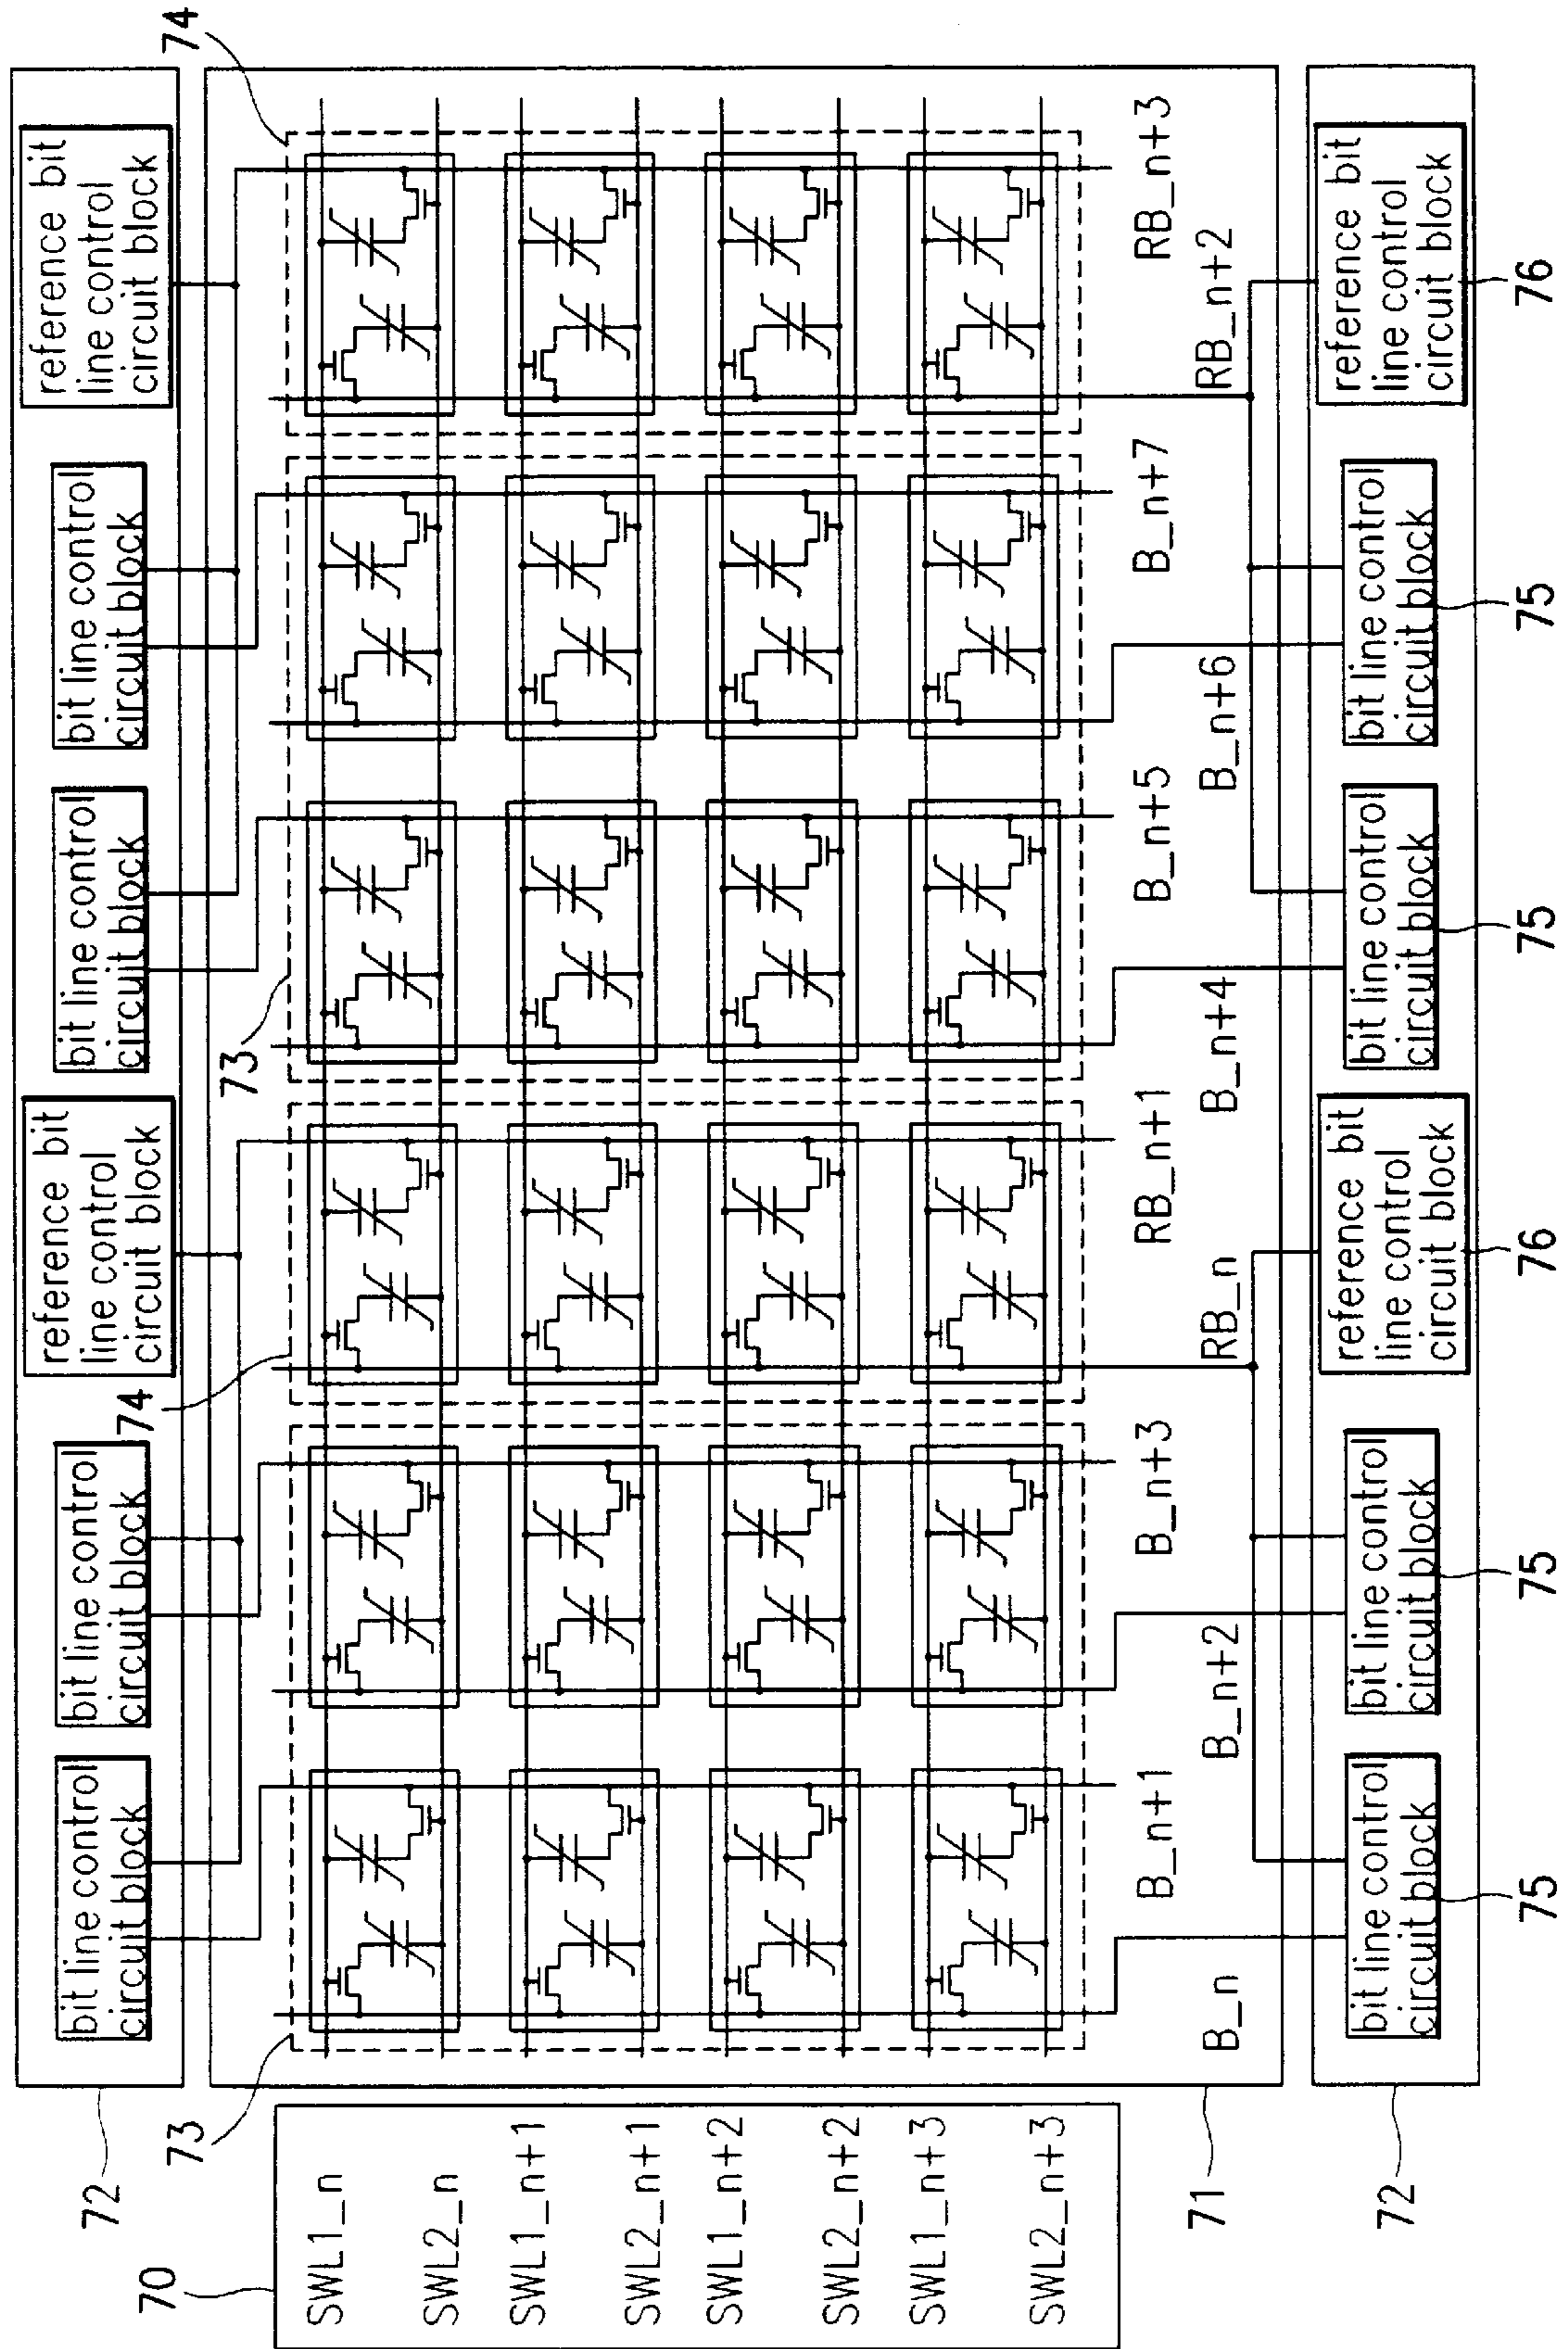 74
bit line control
circuit block
bit line control
circuit block
reference bit
line control
circuit block
bit line control
circuit block
bit line control
circuit block
reference bit
line control
circuit block
72
73
74
73
70
SWL1_n
SWL2_n
SWL1_n+1
SWL2_n+1
SWL1_n+2
SWL2_n+2
SWL1_n+3
SWL2_n+3
B_n+1
B_n+3
RB_n+1
B_n+5
B_n+7
RB_n+3
71
B_n
B_n+2
RB_n
B_n+4
B_n+6
RB_n+2
72
bit line control
circuit block
bit line control
circuit block
reference bit
line control
circuit block
bit line control
circuit block
bit line control
circuit block
reference bit
line control
circuit block
75
75
76
75
75
76